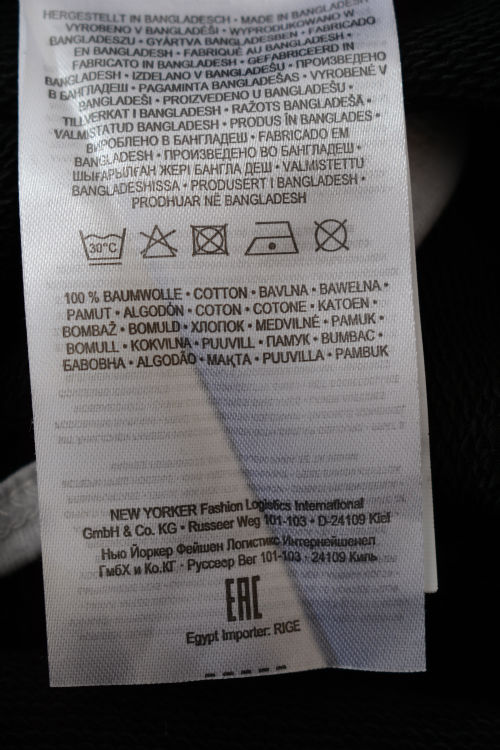 HERGESTELLT IN BANGLADESCH • MADE IN BANGLADESH
VYROBENO V BANGLADÉŠI • WYPRODUKOWANO W
BANGLADESZU • GYÁRTVA BANGLADESBEN • FABRICADO
EN BANGLADESH • FABRIQUÉ AU BANGLADESH •
FABRICATO IN BANGLADESH • GEFABRICEERD IN
BANGLADESH • IZDELANO V BANGLADEŠU • ПРОИЗВЕДЕНО
В БАНГЛАДЕШ • PAGAMINTA BANGLADEŠAS • VYROBENÉ V
BANGLADEŠI • PROIZVEDENO U BANGLADEŠU •
TILLVERKAT I BANGLADESH • RAŽOTS BANGLADEŠĀ •
VALMISTATUD BANGLADESH • PRODUS ÎN BANGLADES •
ВИРОБЛЕНО В БАНГЛАДЕШ • FABRICADO EM
BANGLADESH • ПРОИЗВЕДЕНО ВО БАНГЛАДЕШ •
ШЫҒАРЫЛҒАН ЖЕРІ БАНГЛА ДЕШ • VALMISTETTU
BANGLADESHISSA • PRODUSERT I BANGLADESH •
PRODHUAR NË BANGLADESH
30°C
100 % BAUMWOLLE • COTTON • BAVLNA • BAWEŁNA •
PAMUT • ALGODÓN • COTON • COTONE • KATOEN •
BOMBAŽ • BOMULD • ХЛОПОК • MEDVILNĖ • PAMUK •
BOMULL • KOKVILNA • PUUVILL • ПАМУК • BUMBAC •
БАВОВНА • ALGODÃO • МАҚТА • PUUVILLA • PAMBUK
NEW YORKER Fashion Logistics International
GmbH & Co. KG • Russeer Weg 101-103 • D-24109 Kiel
Нью Йоркер Фейшен Логистикс Интернейшенел
ГмбХ и Ко.КГ • Руссеер Вег 101-103 • 24109 Киль
EAC
Egypt Importer: RIGE